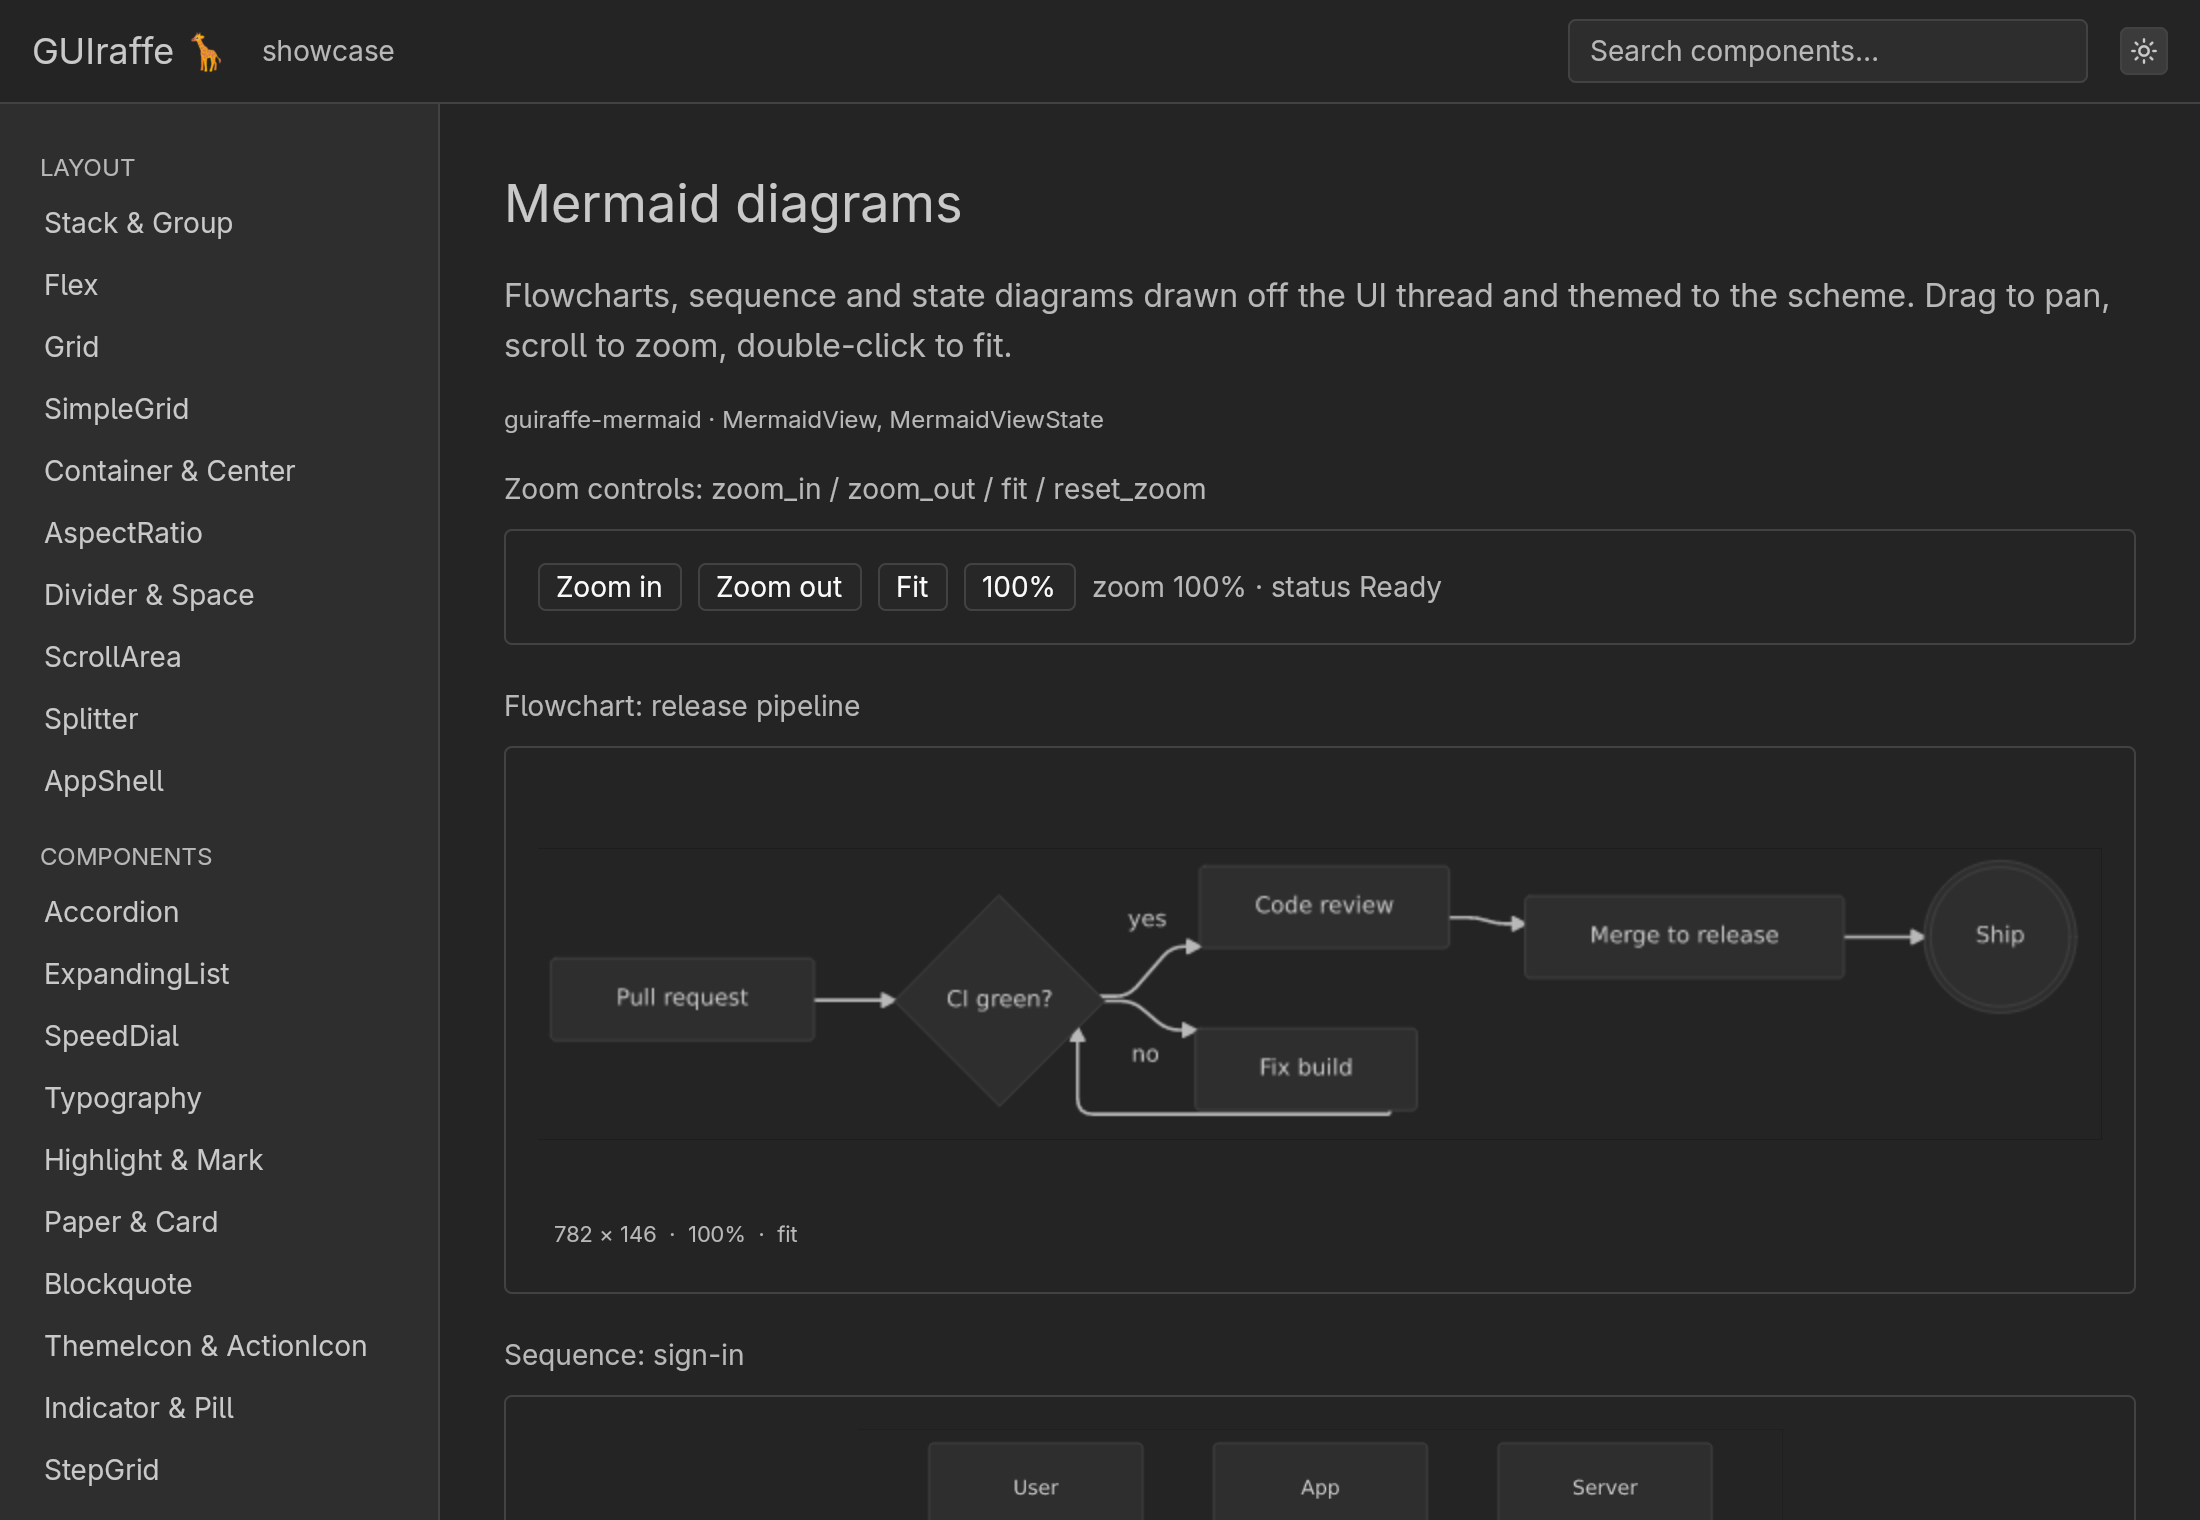 GUIraffe 🦒 showcase
Search components...
LAYOUT
Stack & Group
Flex
Grid
SimpleGrid
Container & Center
AspectRatio
Divider & Space
ScrollArea
Splitter
AppShell
COMPONENTS
Accordion
ExpandingList
SpeedDial
Typography
Highlight & Mark
Paper & Card
Blockquote
ThemeIcon & ActionIcon
Indicator & Pill
StepGrid
Mermaid diagrams
Flowcharts, sequence and state diagrams drawn off the UI thread and themed to the scheme. Drag to pan,
scroll to zoom, double-click to fit.
guiraffe-mermaid · MermaidView, MermaidViewState
Zoom controls: zoom_in / zoom_out / fit / reset_zoom
Zoom in Zoom out Fit 100% zoom 100% · status Ready
Flowchart: release pipeline
Pull request
CI green?
yes
no
Code review
Fix build
Merge to release
Ship
782 × 146 · 100% · fit
Sequence: sign-in
User App Server